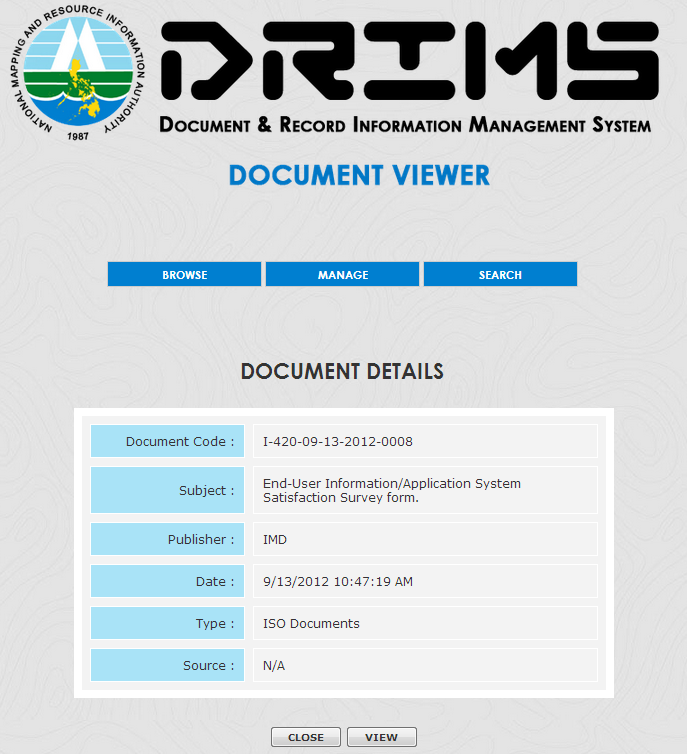 NATIONAL MAPPING AND RESOURCE INFORMATION AUTHORITY
1987
DRIMS
DOCUMENT & RECORD INFORMATION MANAGEMENT SYSTEM
DOCUMENT VIEWER
BROWSE MANAGE SEARCH
DOCUMENT DETAILS
Document Code : I-420-09-13-2012-0008
Subject : End-User Information/Application System
Satisfaction Survey form.
Publisher : IMD
Date : 9/13/2012 10:47:19 AM
Type : ISO Documents
Source : N/A
CLOSE VIEW